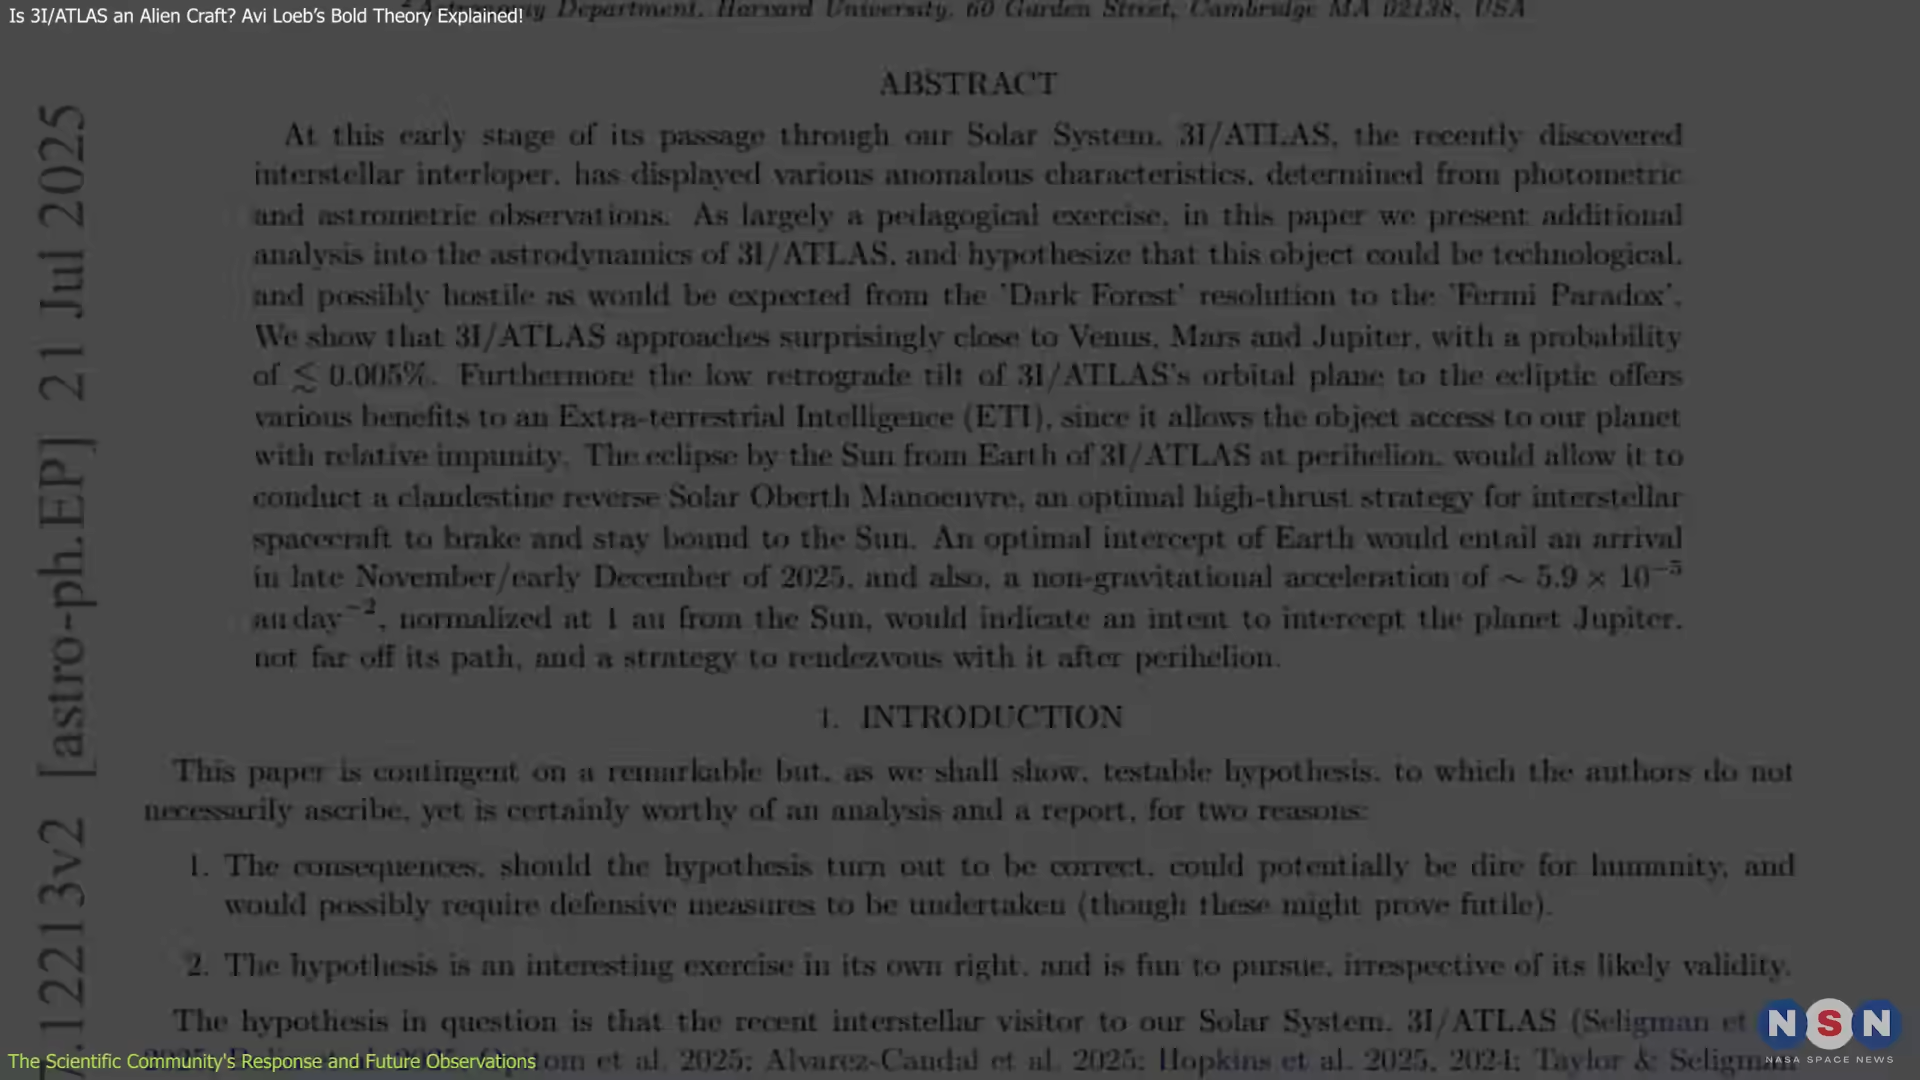 Is 3I/ATLAS an Alien Craft? Avi Loeb's Bold Theory Explained!
Astronomy Department, Harvard University, 60 Garden Street, Cambridge MA 02138, USA
ABSTRACT
At this early stage of its passage through our Solar System, 3I/ATLAS, the recently discovered
interstellar interloper, has displayed various anomalous characteristics, determined from photometric
and astrometric observations. As largely a pedagogical exercise, in this paper we present additional
analysis into the astrodynamics of 3I/ATLAS, and hypothesize that this object could be technological,
and possibly hostile as would be expected from the 'Dark Forest' resolution to the 'Fermi Paradox'.
We show that 3I/ATLAS approaches surprisingly close to Venus, Mars and Jupiter, with a probability
of ≲ 0.005%. Furthermore the low retrograde tilt of 3I/ATLAS's orbital plane to the ecliptic offers
various benefits to an Extra-terrestrial Intelligence (ETI), since it allows the object access to our planet
with relative impunity. The eclipse by the Sun from Earth of 3I/ATLAS at perihelion, would allow it to
conduct a clandestine reverse Solar Oberth Manoeuvre, an optimal high-thrust strategy for interstellar
spacecraft to brake and stay bound to the Sun. An optimal intercept of Earth would entail an arrival
in late November/early December of 2025, and also, a non-gravitational acceleration of ~ 5.9 × 10⁻⁵
au day⁻², normalized at 1 au from the Sun, would indicate an intent to intercept the planet Jupiter,
not far off its path, and a strategy to rendezvous with it after perihelion.
1. INTRODUCTION
This paper is contingent on a remarkable but, as we shall show, testable hypothesis, to which the authors do not
necessarily ascribe, yet is certainly worthy of an analysis and a report, for two reasons:
1. The consequences, should the hypothesis turn out to be correct, could potentially be dire for humanity, and
would possibly require defensive measures to be undertaken (though these might prove futile).
2. The hypothesis is an interesting exercise in its own right, and is fun to pursue, irrespective of its likely validity.
The hypothesis in question is that the recent interstellar visitor to our Solar System, 3I/ATLAS (Seligman et
om et al. 2025; Alvarez-Candal et al. 2025; Hopkins et al. 2025, 2024; Taylor & Seligman
12213v2 [astro-ph.EP] 21 Jul 2025
The Scientific Community's Response and Future Observations
NSN
NASA SPACE NEWS